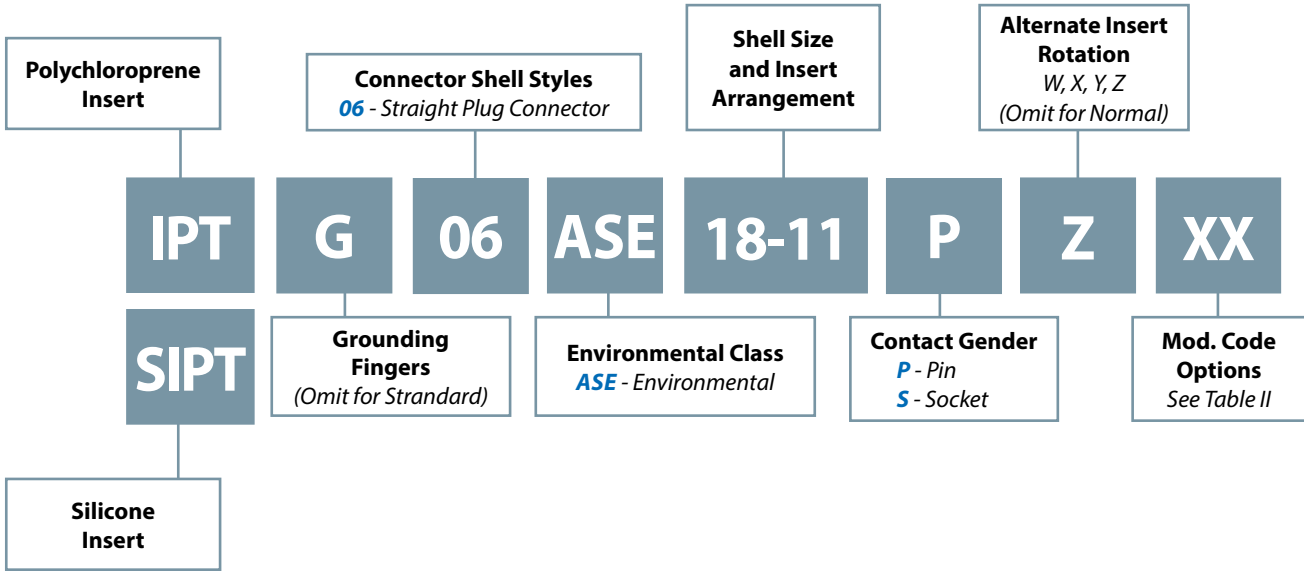 Polychloroprene
Insert
Connector Shell Styles
06 - Straight Plug Connector
Shell Size
and Insert
Arrangement
Alternate Insert
Rotation
W, X, Y, Z
(Omit for Normal)
IPT
G
06
ASE
18-11
P
Z
XX
SIPT
Grounding
Fingers
(Omit for Strandard)
Environmental Class
ASE - Environmental
Contact Gender
P - Pin
S - Socket
Mod. Code
Options
See Table II
Silicone
Insert